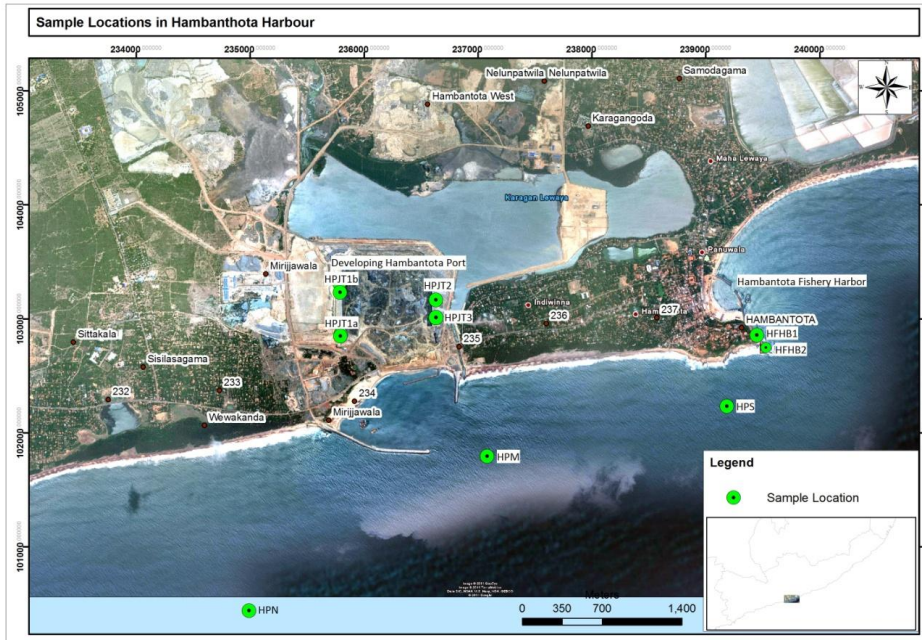 Sample Locations in Hambanthota Harbour
234000 235000 236000 237000 238000 239000 240000
105000
104000
103000
102000
101000
Nelunpatwila Nelunpatwila
Samodagama
Hambantota West
Karagangoda
Maha Lewaya
Karagan Lewaya
Panuwala
Developing Hambantota Port
Mirijjawala
HPJT1b
HPJT2
Hambantota Fishery Harbor
Indiwinna
HPJT3
236
237
HAMBANTOTA
HPJT1a
HFHB1
Sittakala
235
HFHB2
Sisilasagama
233
232
234
HPS
Wewakanda
Mirijjawala
HPM
Legend
Sample Location
HPN
Meters
0 350 700 1,400